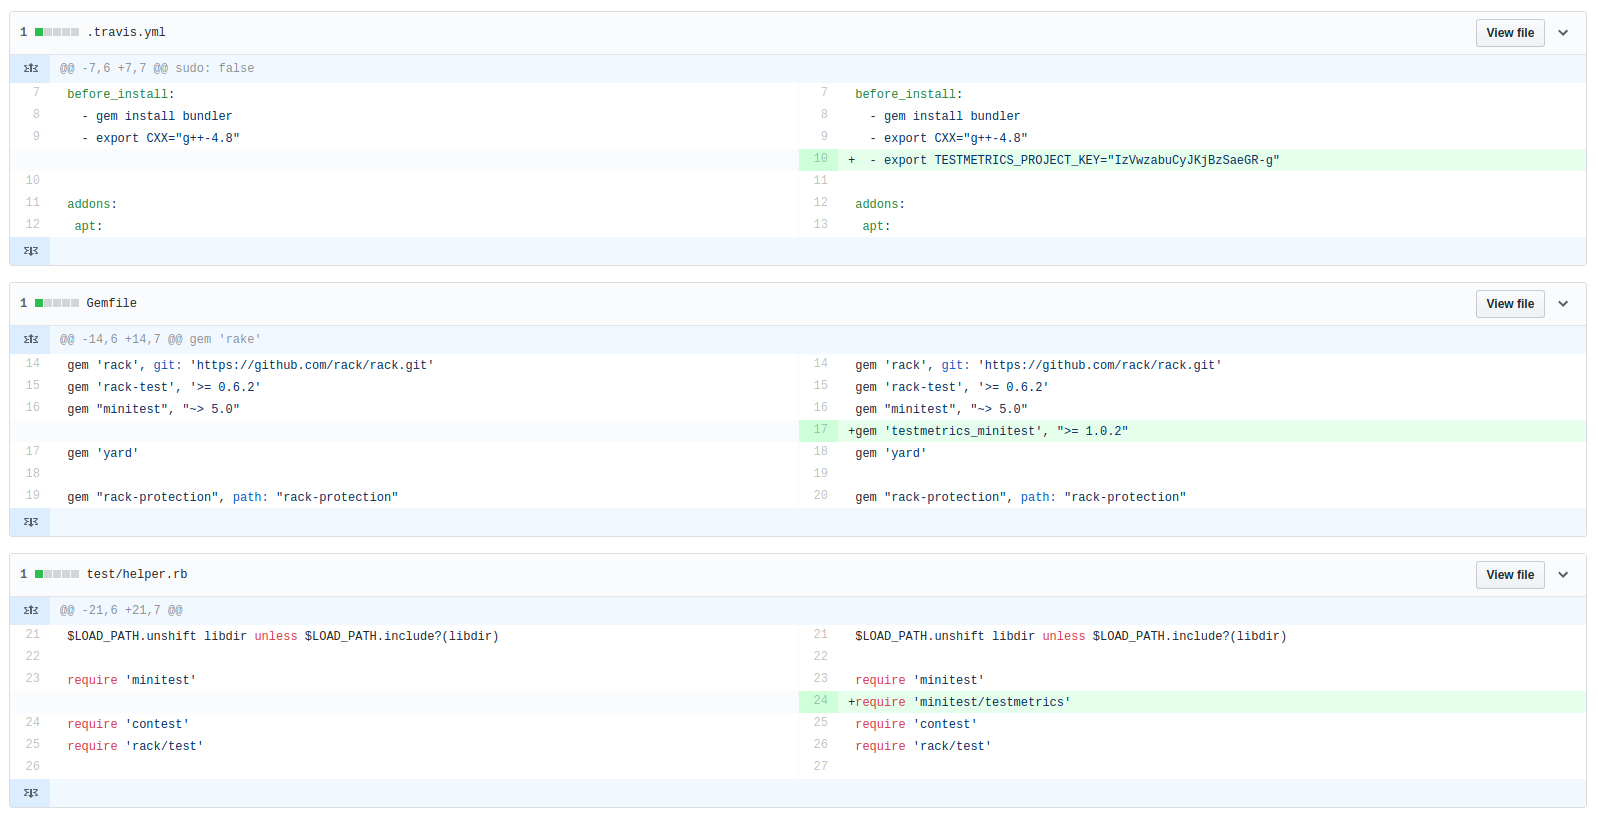 1 .travis.yml View file
@@ -7,6 +7,7 @@ sudo: false
7 before_install: 7 before_install:
8 - gem install bundler 8 - gem install bundler
9 - export CXX="g++-4.8" 9 - export CXX="g++-4.8"
10 + - export TESTMETRICS_PROJECT_KEY="IzVwzabuCyJKjBzSaeGR-g"
10 11
11 addons: 12 addons:
12 apt: 13 apt:
1 Gemfile View file
@@ -14,6 +14,7 @@ gem 'rake'
14 gem 'rack', git: 'https://github.com/rack/rack.git' 14 gem 'rack', git: 'https://github.com/rack/rack.git'
15 gem 'rack-test', '>= 0.6.2' 15 gem 'rack-test', '>= 0.6.2'
16 gem "minitest", "~> 5.0" 16 gem "minitest", "~> 5.0"
17 +gem 'testmetrics_minitest', ">= 1.0.2"
17 gem 'yard' 18 gem 'yard'
18 19
19 gem "rack-protection", path: "rack-protection" 20 gem "rack-protection", path: "rack-protection"
1 test/helper.rb View file
@@ -21,6 +21,7 @@
21 $LOAD_PATH.unshift libdir unless $LOAD_PATH.include?(libdir) 21 $LOAD_PATH.unshift libdir unless $LOAD_PATH.include?(libdir)
22 22
23 require 'minitest' 23 require 'minitest'
24 +require 'minitest/testmetrics'
24 require 'contest' 25 require 'contest'
25 require 'rack/test' 26 require 'rack/test'
26 27